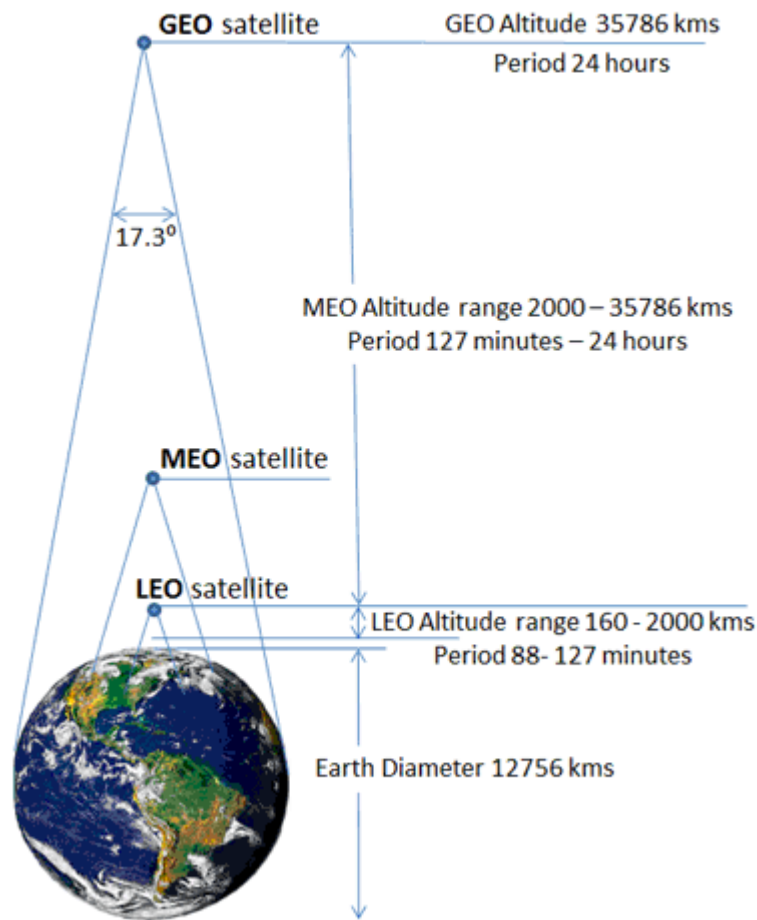 GEO satellite
GEO Altitude 35786 kms
Period 24 hours
17.3⁰
MEO Altitude range 2000 – 35786 kms
Period 127 minutes – 24 hours
MEO satellite
LEO satellite
LEO Altitude range 160 - 2000 kms
Period 88- 127 minutes
Earth Diameter 12756 kms